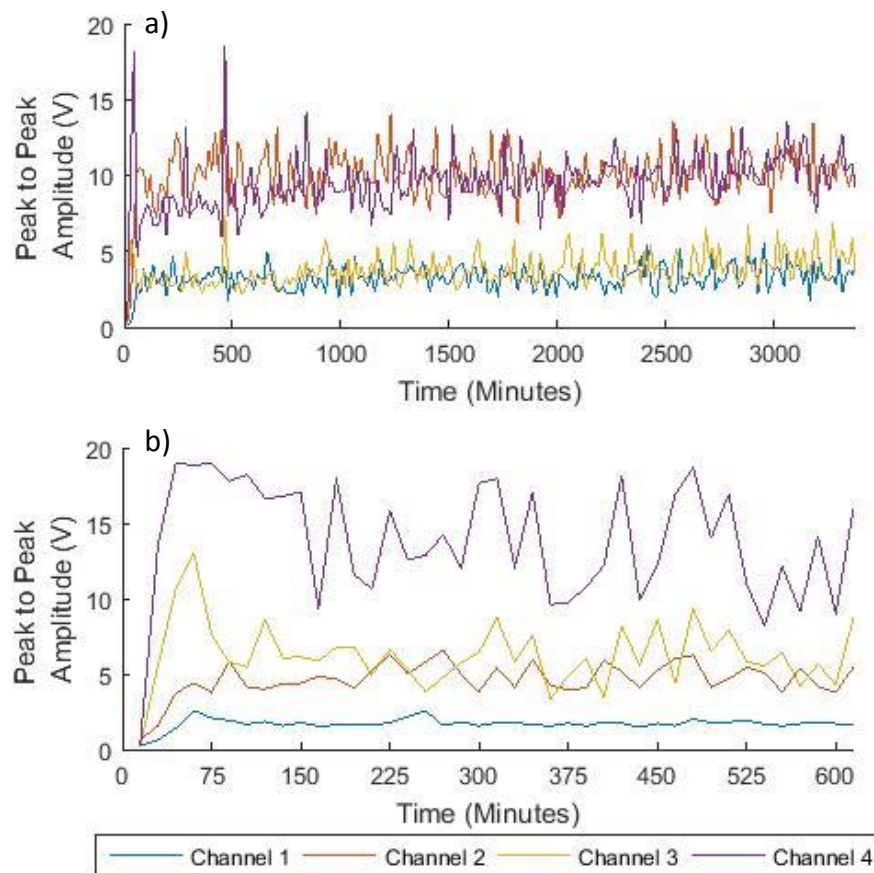 a)
20
15
10
5
0
Peak to Peak
Amplitude (V)
0 500 1000 1500 2000 2500 3000
Time (Minutes)
b)
20
15
10
5
0
Peak to Peak
Amplitude (V)
0 75 150 225 300 375 450 525 600
Time (Minutes)
Channel 1 Channel 2 Channel 3 Channel 4